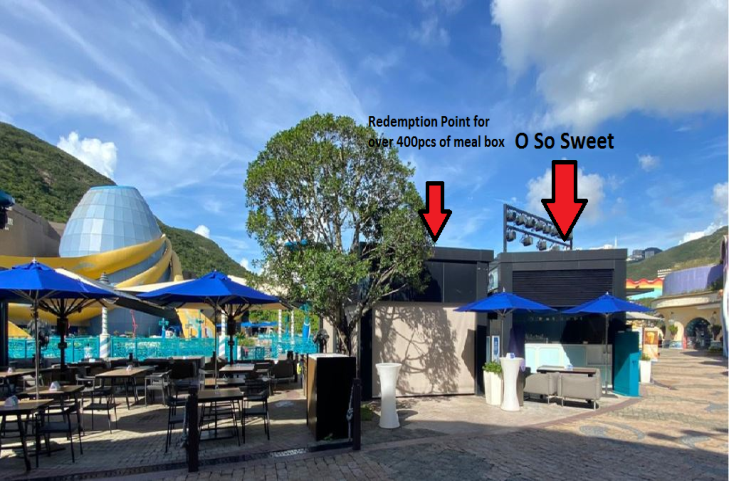 Redemption Point for
over 400pcs of meal box
O So Sweet